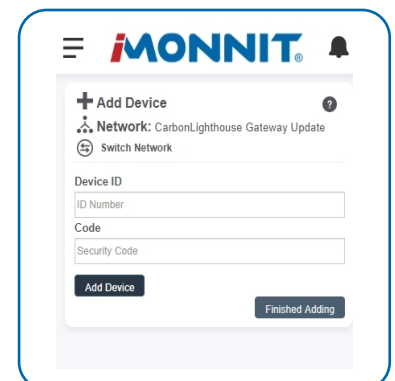 iMONNIT®
Add Device
Network: CarbonLighthouse Gateway Update
Switch Network
Device ID
ID Number
Code
Security Code
Add Device
Finished Adding